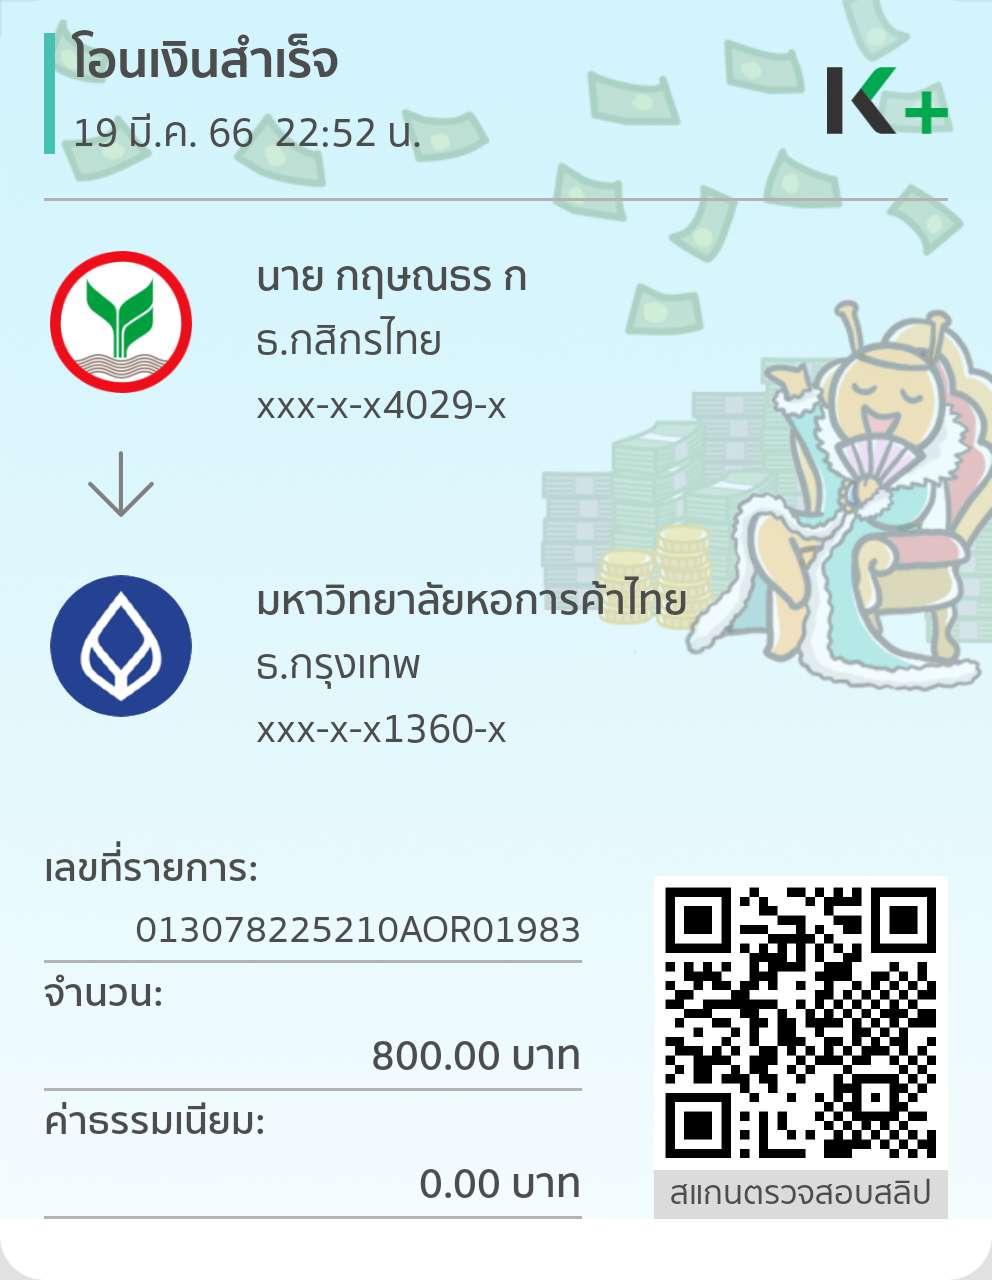 โอนเงินสำเร็จ
19 มี.ค. 66  22:52 น.
K+
นาย กฤษณธร ก
ธ.กสิกรไทย
xxx-x-x4029-x
มหาวิทยาลัยหอการค้าไทย
ธ.กรุงเทพ
xxx-x-x1360-x
เลขที่รายการ:
013078225210AOR01983
จำนวน:
800.00 บาท
ค่าธรรมเนียม:
0.00 บาท
สแกนตรวจสอบสลิป